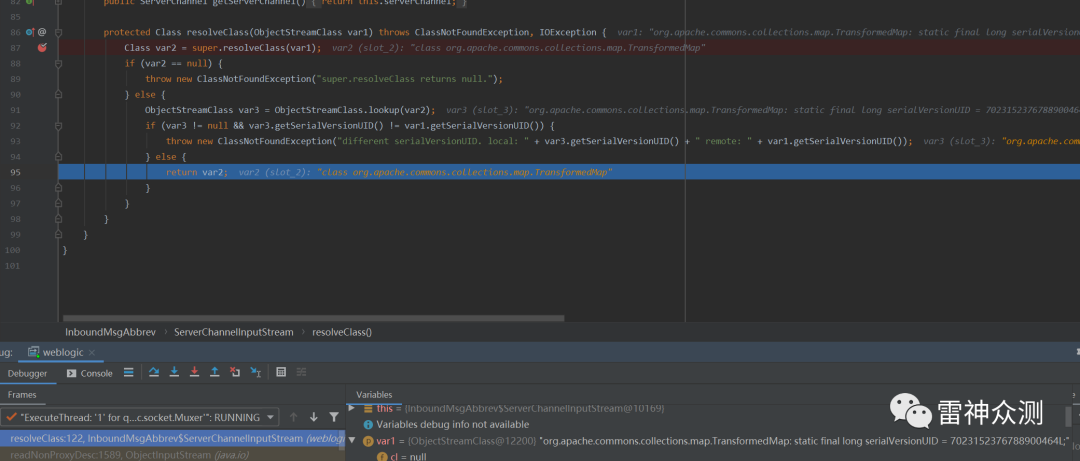 82 public ServerChannel getServerChannel() { return this.serverChannel; }
85
86 @ protected Class resolveClass(ObjectStreamClass var1) throws ClassNotFoundException, IOException { var1: "org.apache.commons.collections.map.TransformedMap: static final long serialVersion
87 Class var2 = super.resolveClass(var1); var2 (slot_2): "class org.apache.commons.collections.map.TransformedMap"
88 if (var2 == null) {
89 throw new ClassNotFoundException("super.resolveClass returns null.");
90 } else {
91 ObjectStreamClass var3 = ObjectStreamClass.lookup(var2); var3 (slot_3): "org.apache.commons.collections.map.TransformedMap: static final long serialVersionUID = 7023152376788900464
92 if (var3 != null && var3.getSerialVersionUID() != var1.getSerialVersionUID()) {
93 throw new ClassNotFoundException("different serialVersionUID. local: " + var3.getSerialVersionUID() + " remote: " + var1.getSerialVersionUID()); var3 (slot_3): "org.apache.com
94 } else {
95 return var2; var2 (slot_2): "class org.apache.commons.collections.map.TransformedMap"
96 }
97 }
98 }
99 }
100 }
101
InboundMsgAbbrev › ServerChannelInputStream › resolveClass()
ug: weblogic ×
Debugger Console
Frames Variables
"ExecuteThread: '1' for q...c.socket.Muxer'": RUNNING
this = {InboundMsgAbbrev$ServerChannelInputStream@10169}
Variables debug info not available
resolveClass:122, InboundMsgAbbrev$ServerChannelInputStream (weblogi
var1 = {ObjectStreamClass@12200} "org.apache.commons.collections.map.TransformedMap: static final long serialVersionUID = 7023152376788900464L;"
readNonProxyDesc:1589, ObjectInputStream (java.io)
cl = null
雷神众测